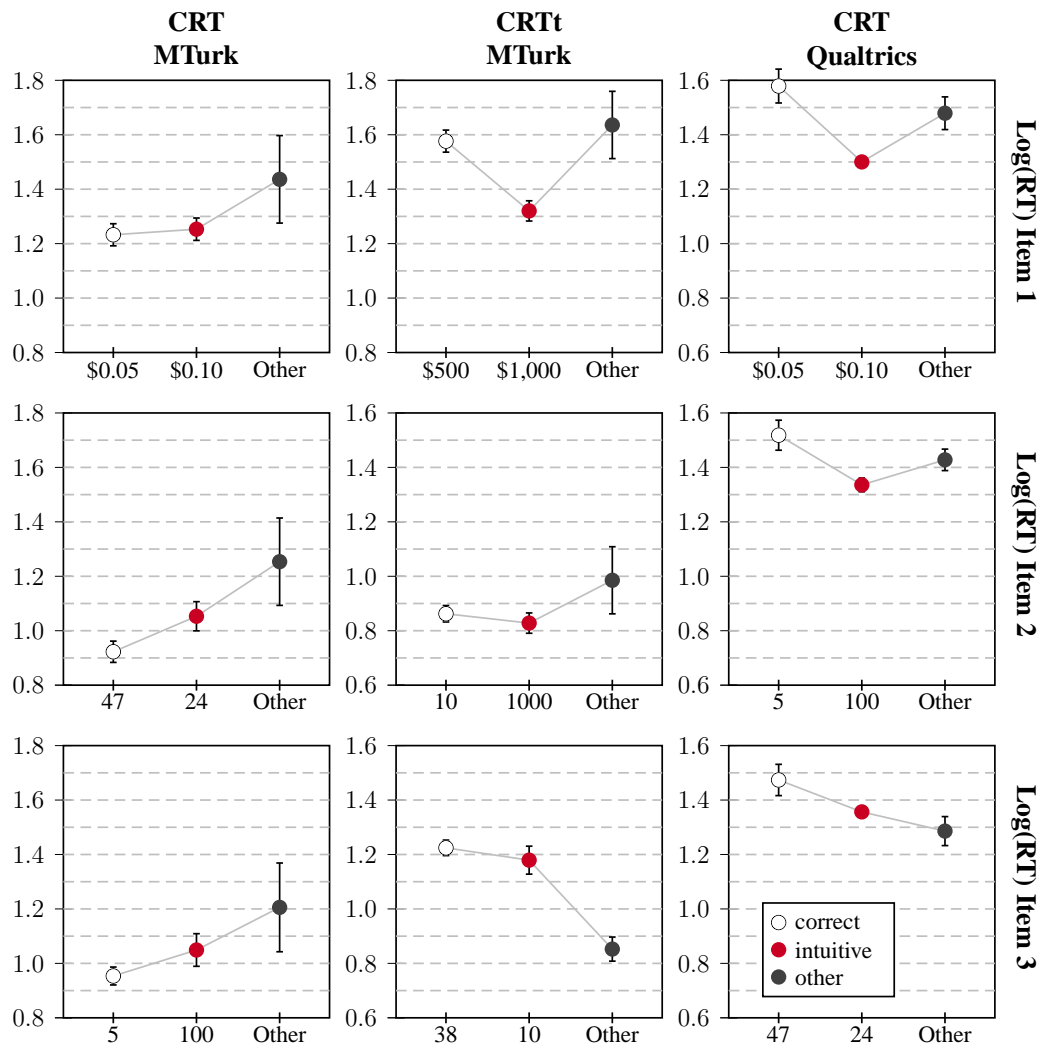 CRT
MTurk
CRTt
MTurk
CRT
Qualtrics
1.8
1.6
1.4
1.2
1.0
0.8
$0.05 $0.10 Other
1.8
1.6
1.4
1.2
1.0
0.8
$500 $1,000 Other
1.6
1.4
1.2
1.0
0.8
0.6
$0.05 $0.10 Other
Log(RT) Item 1
1.8
1.6
1.4
1.2
1.0
0.8
47 24 Other
1.6
1.4
1.2
1.0
0.8
0.6
10 1000 Other
1.6
1.4
1.2
1.0
0.8
0.6
5 100 Other
Log(RT) Item 2
1.8
1.6
1.4
1.2
1.0
0.8
5 100 Other
1.6
1.4
1.2
1.0
0.8
0.6
38 10 Other
1.6
1.4
1.2
1.0
0.8
0.6
correct
intuitive
other
47 24 Other
Log(RT) Item 3